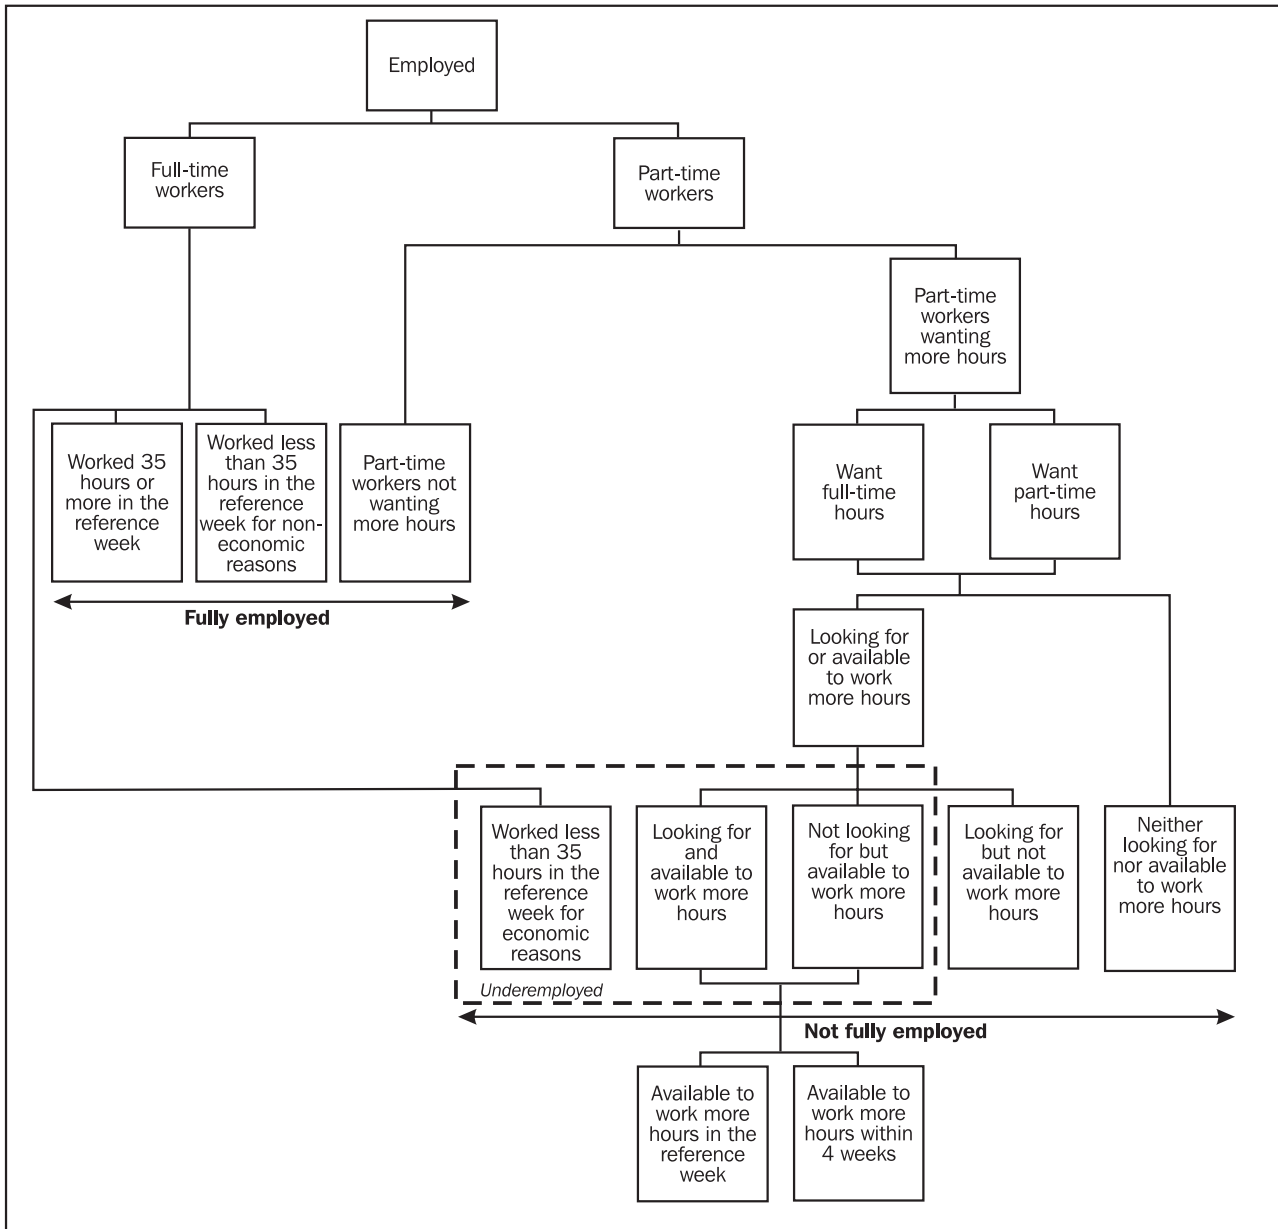 Employed
Full-time
workers
Part-time
workers
Part-time
workers
wanting
more hours
Worked 35
hours or
more in the
reference
week
Worked less
than 35
hours in the
reference
week for non-
economic
reasons
Part-time
workers not
wanting
more hours
Want
full-time
hours
Want
part-time
hours
Fully employed
Looking for
or available
to work
more hours
Worked less
than 35
hours in the
reference
week for
economic
reasons
Looking for
and
available to
work more
hours
Not looking
for but
available to
work more
hours
Looking for
but not
available to
work more
hours
Neither
looking for
nor available
to work
more hours
Underemployed
Not fully employed
Available to
work more
hours in the
reference
week
Available to
work more
hours within
4 weeks